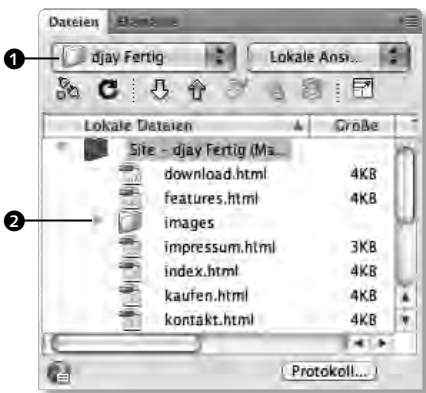 Dateien Elemente
1 djay Fertig Lokale Ansi...
Lokale Dateien Größe
Site - djay Fertig (Ma...
download.html 4KB
features.html 4KB
2 images
impressum.html 3KB
index.html 4KB
kaufen.html 4KB
kontakt.html 4KB
Protokoll...